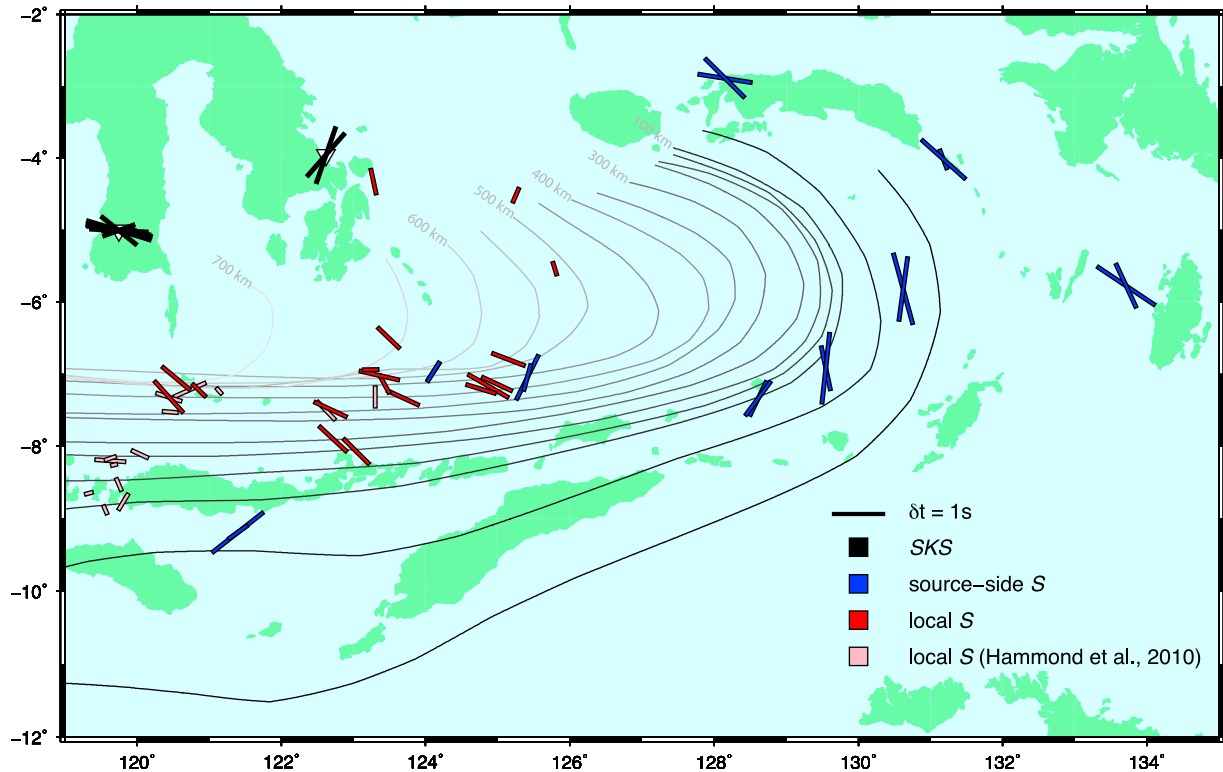 −2˚
−4˚
−6˚
−8˚
−10˚
−12˚
100 km
300 km
400 km
500 km
600 km
700 km
δt = 1s
SKS
source−side S
local S
local S (Hammond et al., 2010)
120˚ 122˚ 124˚ 126˚ 128˚ 130˚ 132˚ 134˚